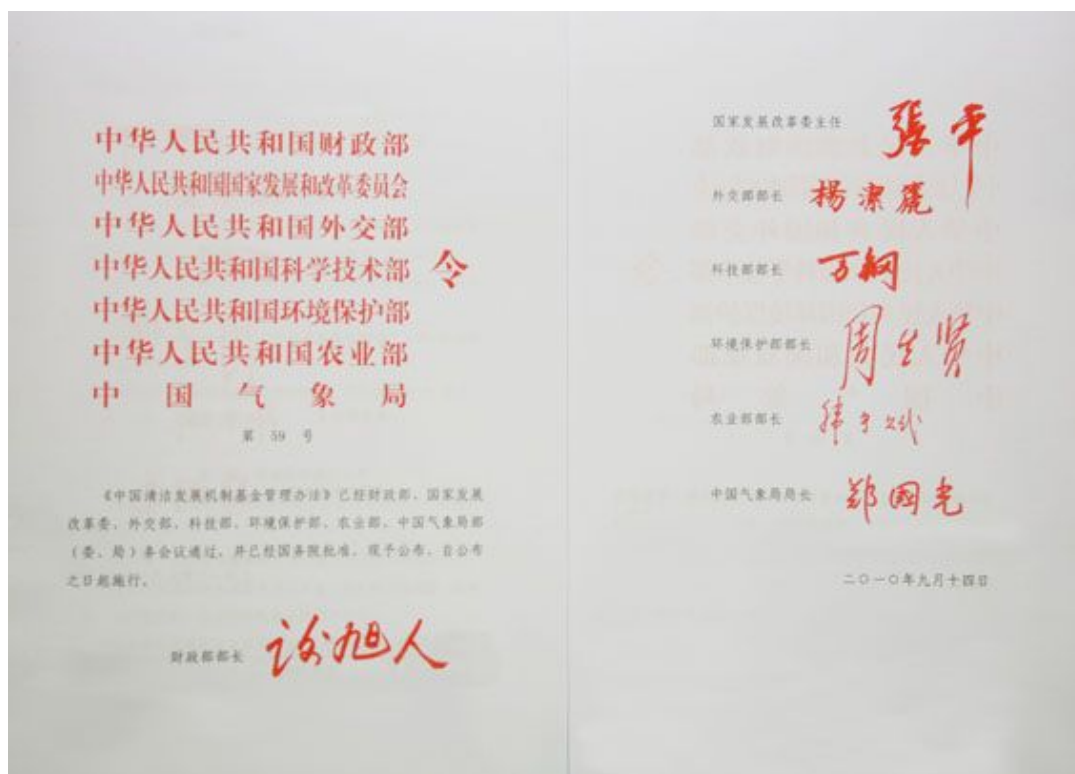 中华人民共和国财政部
中华人民共和国国家发展和改革委员会
中华人民共和国外交部
中华人民共和国科学技术部 令
中华人民共和国环境保护部
中华人民共和国农业部
中国气象局
第 59 号
《中国清洁发展机制基金管理办法》已经财政部、国家发展
改革委、外交部、科技部、环境保护部、农业部、中国气象局部
（委、局）务会议通过，并已经国务院批准，现予公布，自公布
之日起施行。
财政部部长 谢旭人
国家发展改革委主任 張平
外交部部长 楊潔篪
科技部部长 万钢
环境保护部部长 周生贤
农业部部长 韩长赋
中国气象局局长 郑國光
二○一○年九月十四日